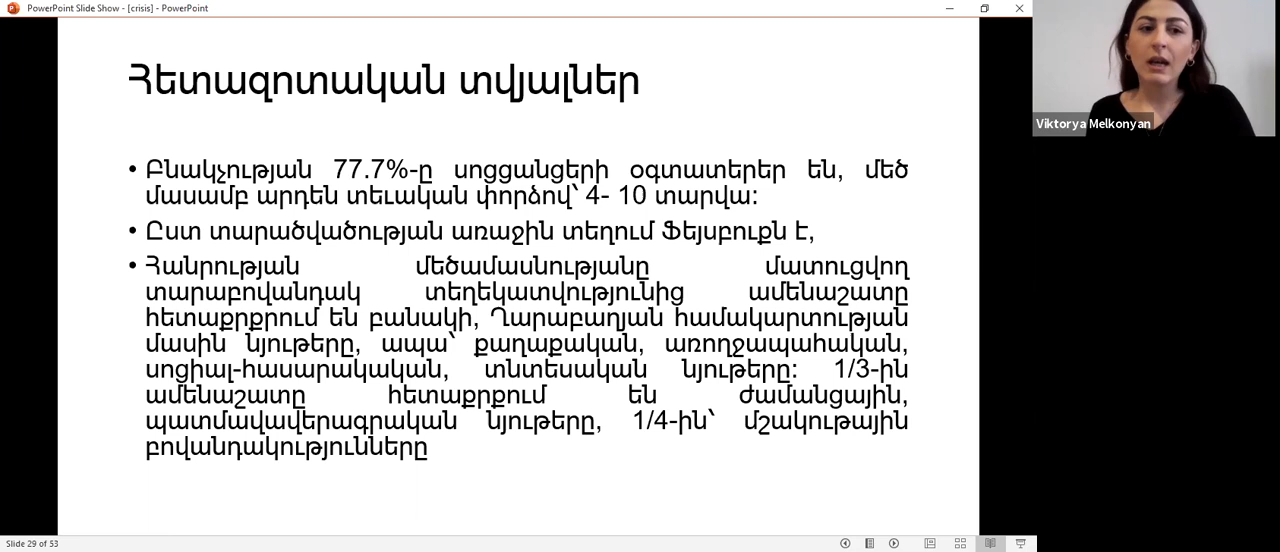 PowerPoint Slide Show - [crisis] - PowerPoint
Հետազոտական տվյալներ
• Բնակչության 77.7%-ը սոցցանցերի օգտատերեր են, մեծ
մասամբ արդեն տեւական փորձով՝ 4- 10 տարվա:
• Ըստ տարածվածության առաջին տեղում Ֆեյսբուքն է,
• Հանրության մեծամասնությանը մատուցվող
տարաբովանդակ տեղեկատվությունից ամենաշատը
հետաքրքրում են բանակի, Ղարաբաղյան համակարտության
մասին նյութերը, ապա՝ քաղաքական, առողջապահական,
սոցիալ-հասարակական, տնտեսական նյութերը: 1/3-ին
ամենաշատը հետաքրքում են ժամանցային,
պատմավավերագրական նյութերը, 1/4-ին՝ մշակութային
բովանդակությունները
Viktorya Melkonyan
Slide 29 of 53